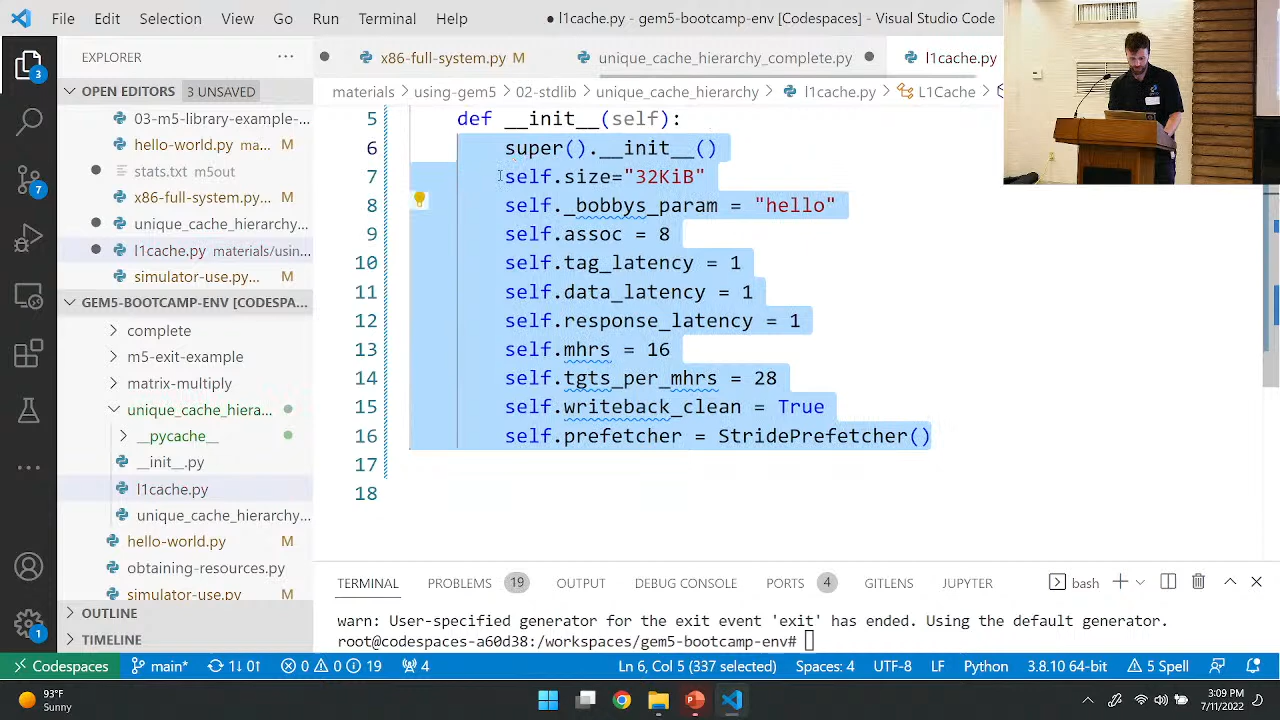 File Edit Selection View Go Run Terminal Help
● l1cache.py - gem5-bootcamp-env [Codespaces] - Visual Studio Code
EXPLORER
OPEN EDITORS 3 UNSAVED
03-m5-library-example-...
hello-world.py ma... M
stats.txt m5out
x86-full-system.py... M
unique_cache_hierarchy...
l1cache.py materials/usin...
simulator-use.py... M
GEM5-BOOTCAMP-ENV [CODESPA...
complete
m5-exit-example
matrix-multiply
unique_cache_hiera...
__pycache__
__init__.py
l1cache.py
unique_cache_hierarchy...
hello-world.py M
obtaining-resources.py
simulator-use.py M
OUTLINE
TIMELINE
3
7
1
x86-full-system.py M
unique_cache_hierarchy_complete.py
l1cache.py
materials > using-gem5 > 02-stdlib > unique_cache_hierarchy > l1cache.py > L1Cache >
5 def __init__(self):
6 super().__init__()
7 self.size="32KiB"
8 self._bobbys_param = "hello"
9 self.assoc = 8
10 self.tag_latency = 1
11 self.data_latency = 1
12 self.response_latency = 1
13 self.mhrs = 16
14 self.tgts_per_mhrs = 28
15 self.writeback_clean = True
16 self.prefetcher = StridePrefetcher()
17
18
TERMINAL PROBLEMS 19 OUTPUT DEBUG CONSOLE PORTS 4 GITLENS JUPYTER
bash
warn: User-specified generator for the exit event 'exit' has ended. Using the default generator.
root@codespaces-a60d38:/workspaces/gem5-bootcamp-env#
Codespaces main* 1↓ 0↑ 0 0 19 4
Ln 6, Col 5 (337 selected) Spaces: 4 UTF-8 LF Python 3.8.10 64-bit 5 Spell
93°F
Sunny
3:09 PM
7/11/2022